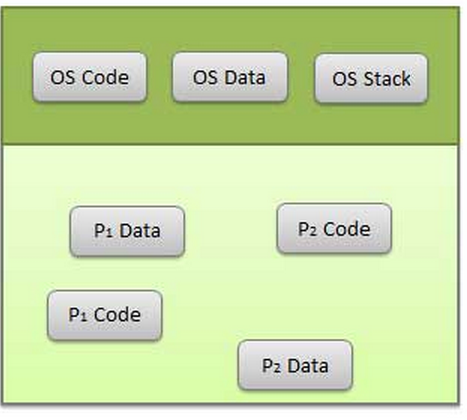 OS Code
OS Data
OS Stack
P₁ Data
P₂ Code
P₁ Code
P₂ Data